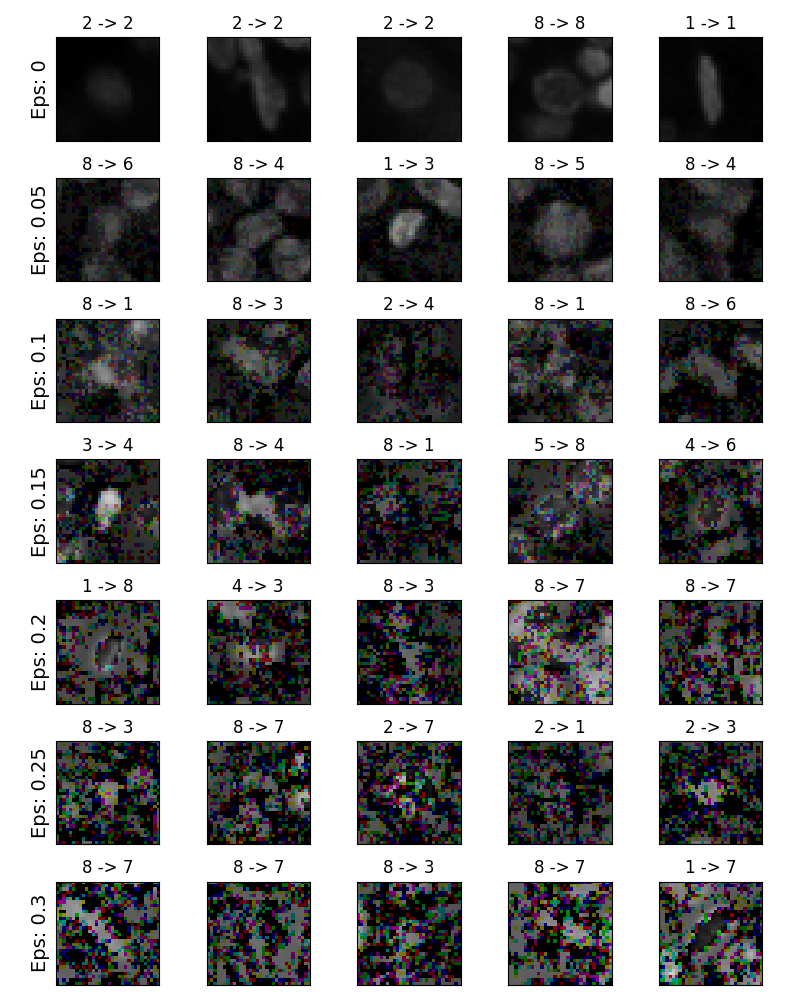 2 -> 2 2 -> 2 2 -> 2 8 -> 8 1 -> 1
Eps: 0
8 -> 6 8 -> 4 1 -> 3 8 -> 5 8 -> 4
Eps: 0.05
8 -> 1 8 -> 3 2 -> 4 8 -> 1 8 -> 6
Eps: 0.1
3 -> 4 8 -> 4 8 -> 1 5 -> 8 4 -> 6
Eps: 0.15
1 -> 8 4 -> 3 8 -> 3 8 -> 7 8 -> 7
Eps: 0.2
8 -> 3 8 -> 7 2 -> 7 2 -> 1 2 -> 3
Eps: 0.25
8 -> 7 8 -> 7 8 -> 3 8 -> 7 1 -> 7
Eps: 0.3